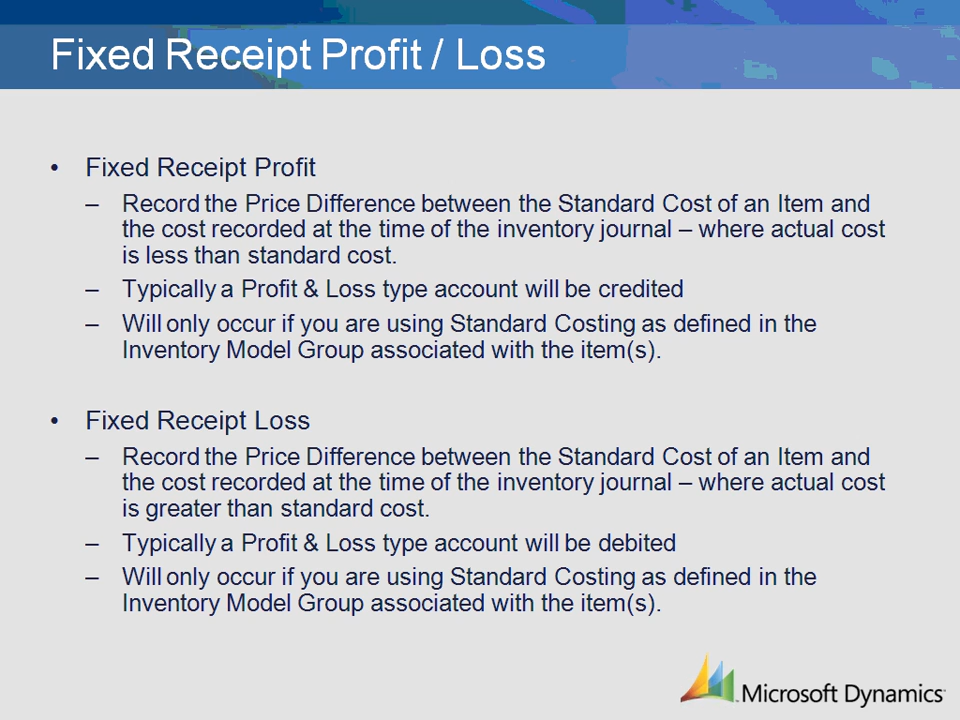 Fixed Receipt Profit / Loss
• Fixed Receipt Profit
– Record the Price Difference between the Standard Cost of an Item and
the cost recorded at the time of the inventory journal – where actual cost
is less than standard cost.
– Typically a Profit & Loss type account will be credited
– Will only occur if you are using Standard Costing as defined in the
Inventory Model Group associated with the item(s).
• Fixed Receipt Loss
– Record the Price Difference between the Standard Cost of an Item and
the cost recorded at the time of the inventory journal – where actual cost
is greater than standard cost.
– Typically a Profit & Loss type account will be debited
– Will only occur if you are using Standard Costing as defined in the
Inventory Model Group associated with the item(s).
Microsoft Dynamics